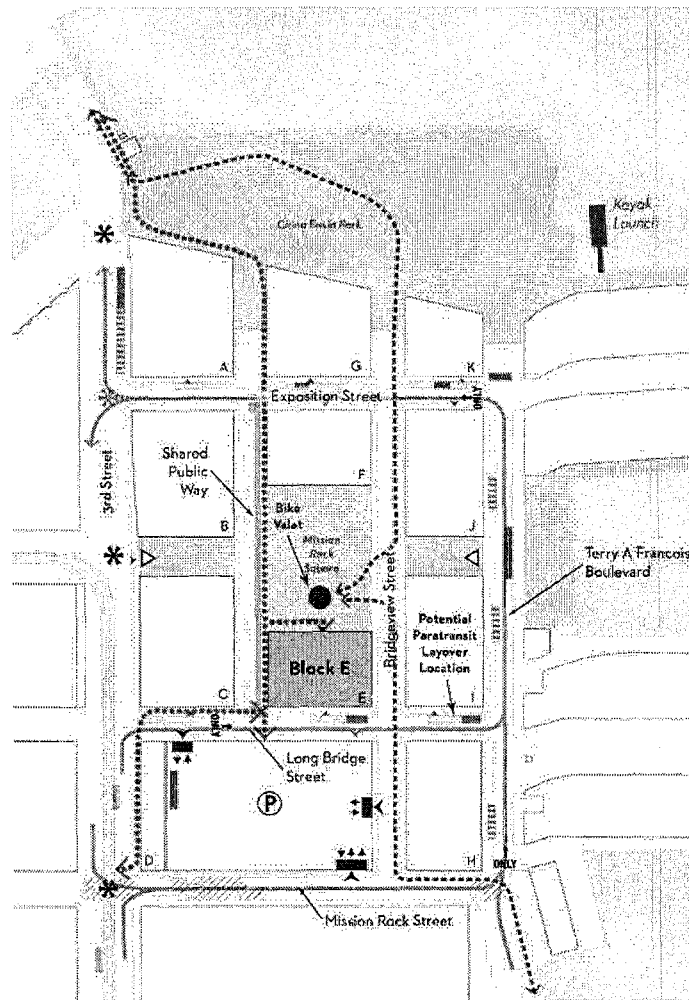 Kayak
Launch
China Basin Park
A
G
K
Exposition Street
ONLY
3rd Street
Shared
Public
Way
F
Bike
Valet
B
Mission
Rock
Square
J
Terry A Francois
Boulevard
Bridgeview Street
Potential
Paratransit
Layover
Location
Block E
C
E
I
ONLY
Long Bridge
Street
P
D
H
ONLY
Mission Rock Street